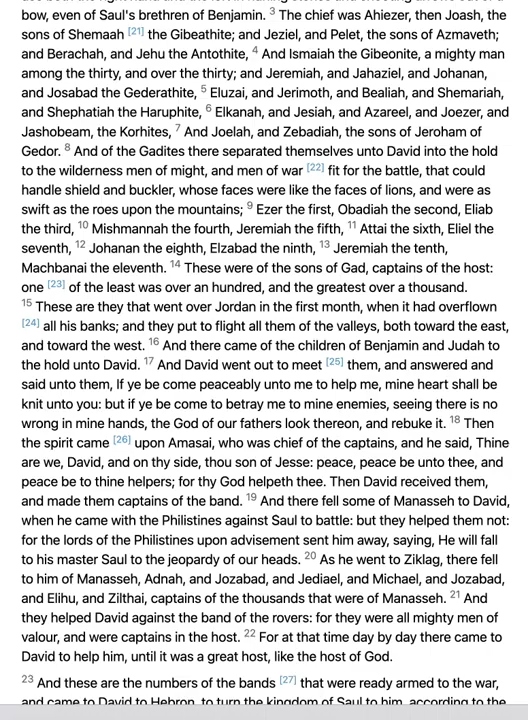 bow, even of Saul's brethren of Benjamin. 3 The chief was Ahiezer, then Joash, the
sons of Shemaah [21] the Gibeathite; and Jeziel, and Pelet, the sons of Azmaveth;
and Berachah, and Jehu the Antothite, 4 And Ismaiah the Gibeonite, a mighty man
among the thirty, and over the thirty; and Jeremiah, and Jahaziel, and Johanan,
and Josabad the Gederathite, 5 Eluzai, and Jerimoth, and Bealiah, and Shemariah,
and Shephatiah the Haruphite, 6 Elkanah, and Jesiah, and Azareel, and Joezer, and
Jashobeam, the Korhites, 7 And Joelah, and Zebadiah, the sons of Jeroham of
Gedor. 8 And of the Gadites there separated themselves unto David into the hold
to the wilderness men of might, and men of war [22] fit for the battle, that could
handle shield and buckler, whose faces were like the faces of lions, and were as
swift as the roes upon the mountains; 9 Ezer the first, Obadiah the second, Eliab
the third, 10 Mishmannah the fourth, Jeremiah the fifth, 11 Attai the sixth, Eliel the
seventh, 12 Johanan the eighth, Elzabad the ninth, 13 Jeremiah the tenth,
Machbanai the eleventh. 14 These were of the sons of Gad, captains of the host:
one [23] of the least was over an hundred, and the greatest over a thousand.
15 These are they that went over Jordan in the first month, when it had overflown
[24] all his banks; and they put to flight all them of the valleys, both toward the east,
and toward the west. 16 And there came of the children of Benjamin and Judah to
the hold unto David. 17 And David went out to meet [25] them, and answered and
said unto them, If ye be come peaceably unto me to help me, mine heart shall be
knit unto you: but if ye be come to betray me to mine enemies, seeing there is no
wrong in mine hands, the God of our fathers look thereon, and rebuke it. 18 Then
the spirit came [26] upon Amasai, who was chief of the captains, and he said, Thine
are we, David, and on thy side, thou son of Jesse: peace, peace be unto thee, and
peace be to thine helpers; for thy God helpeth thee. Then David received them,
and made them captains of the band. 19 And there fell some of Manasseh to David,
when he came with the Philistines against Saul to battle: but they helped them not:
for the lords of the Philistines upon advisement sent him away, saying, He will fall
to his master Saul to the jeopardy of our heads. 20 As he went to Ziklag, there fell
to him of Manasseh, Adnah, and Jozabad, and Jediael, and Michael, and Jozabad,
and Elihu, and Zilthai, captains of the thousands that were of Manasseh. 21 And
they helped David against the band of the rovers: for they were all mighty men of
valour, and were captains in the host. 22 For at that time day by day there came to
David to help him, until it was a great host, like the host of God.
23 And these are the numbers of the bands [27] that were ready armed to the war,
and came to David to Hebron, to turn the kingdom of Saul to him, according to the